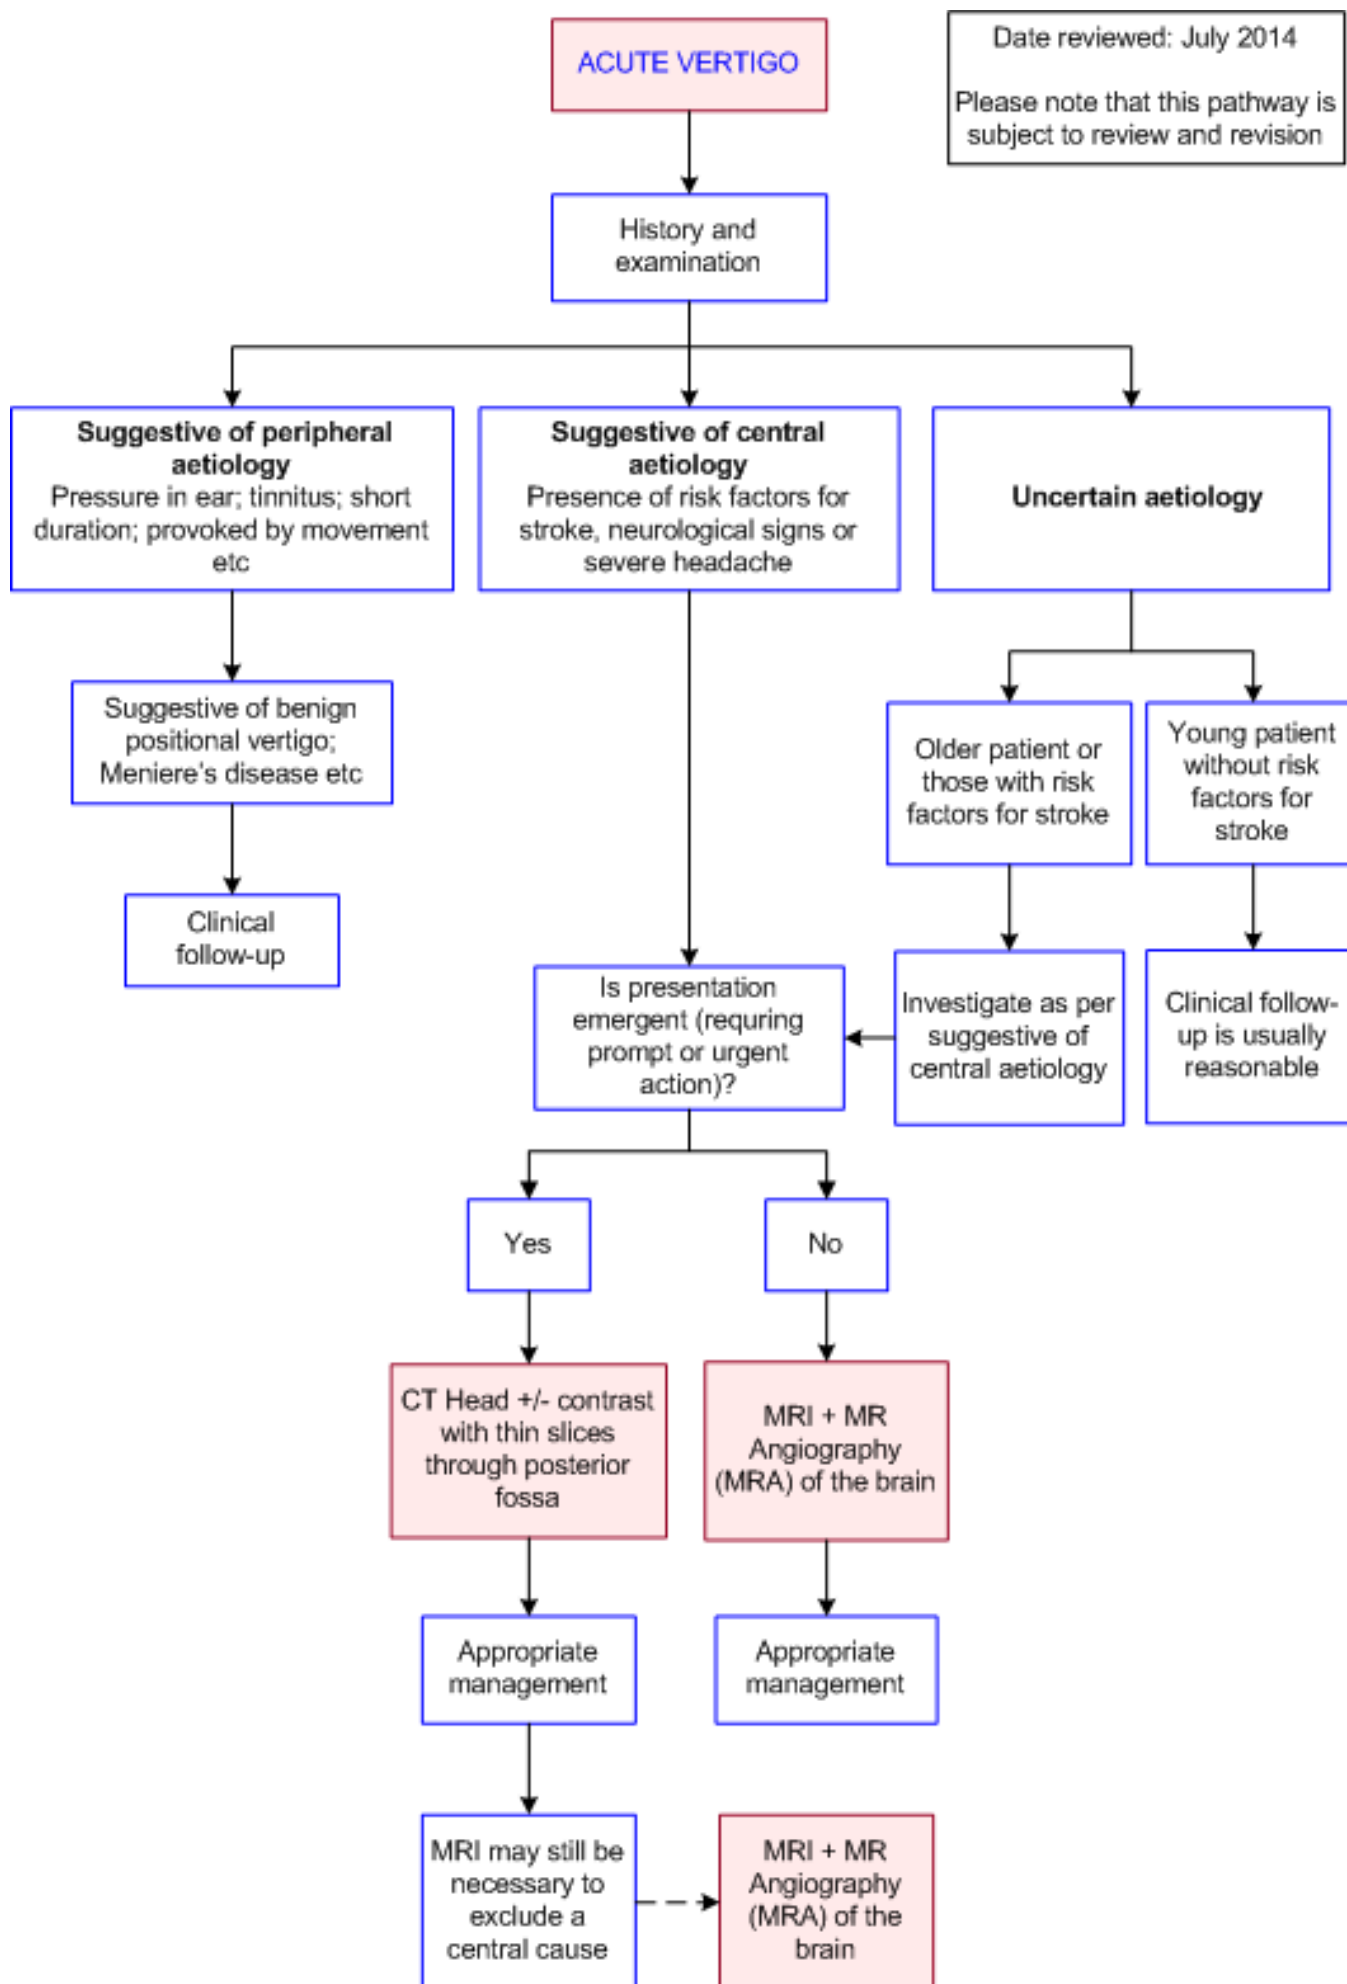 ACUTE VERTIGO
Date reviewed: July 2014
Please note that this pathway is
subject to review and revision
History and
examination
Suggestive of peripheral
aetiology
Pressure in ear; tinnitus; short
duration; provoked by movement
etc
Suggestive of central
aetiology
Presence of risk factors for
stroke, neurological signs or
severe headache
Uncertain aetiology
Suggestive of benign
positional vertigo;
Meniere's disease etc
Older patient or
those with risk
factors for stroke
Young patient
without risk
factors for
stroke
Clinical
follow-up
Is presentation
emergent (requring
prompt or urgent
action)?
Investigate as per
suggestive of
central aetiology
Clinical follow-
up is usually
reasonable
Yes
No
CT Head +/- contrast
with thin slices
through posterior
fossa
MRI + MR
Angiography
(MRA) of the brain
Appropriate
management
Appropriate
management
MRI may still be
necessary to
exclude a
central cause
MRI + MR
Angiography
(MRA) of the
brain